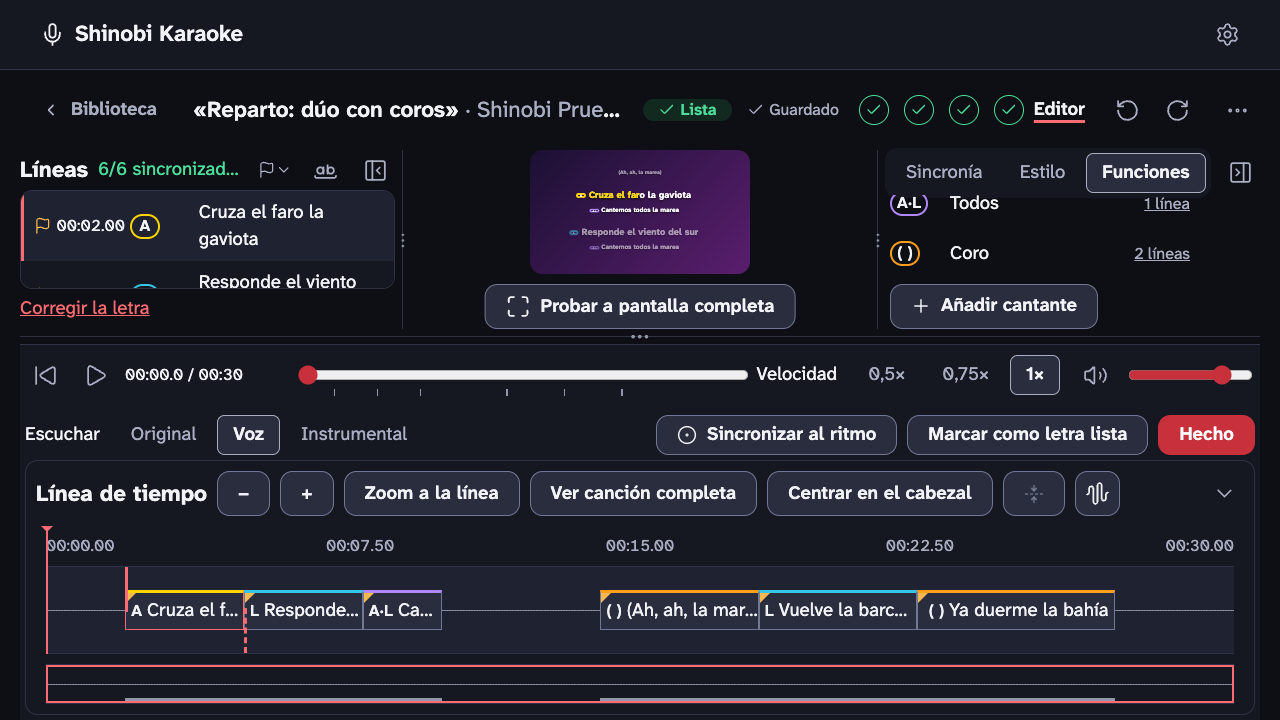 Shinobi Karaoke
Biblioteca
«Reparto: dúo con coros» · Shinobi Prue...
Lista
Guardado
Editor
Líneas
6/6 sincronizad...
ab
00:02.00 A Cruza el faro la gaviota
Responde el viento
Corregir la letra
(Ah, ah, la marea)
Cruza el faro la gaviota
Cantemos todos la marea
Responde el viento del sur
Cantemos todos la marea
Probar a pantalla completa
Sincronía
Estilo
Funciones
A·L Todos 1 línea
( ) Coro 2 líneas
+ Añadir cantante
00:00.0 / 00:30
Velocidad
0,5×
0,75×
1×
Escuchar
Original
Voz
Instrumental
Sincronizar al ritmo
Marcar como letra lista
Hecho
Línea de tiempo
−
+
Zoom a la línea
Ver canción completa
Centrar en el cabezal
00:00.00
00:07.50
00:15.00
00:22.50
00:30.00
A Cruza el f...
L Responde...
A·L Ca...
( ) (Ah, ah, la mar...
L Vuelve la barc...
( ) Ya duerme la bahía